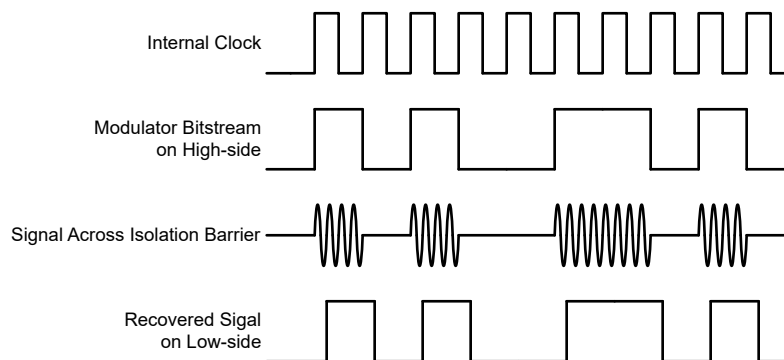 Internal Clock
Modulator Bitstream
on High-side
Signal Across Isolation Barrier
Recovered Sigal
on Low-side